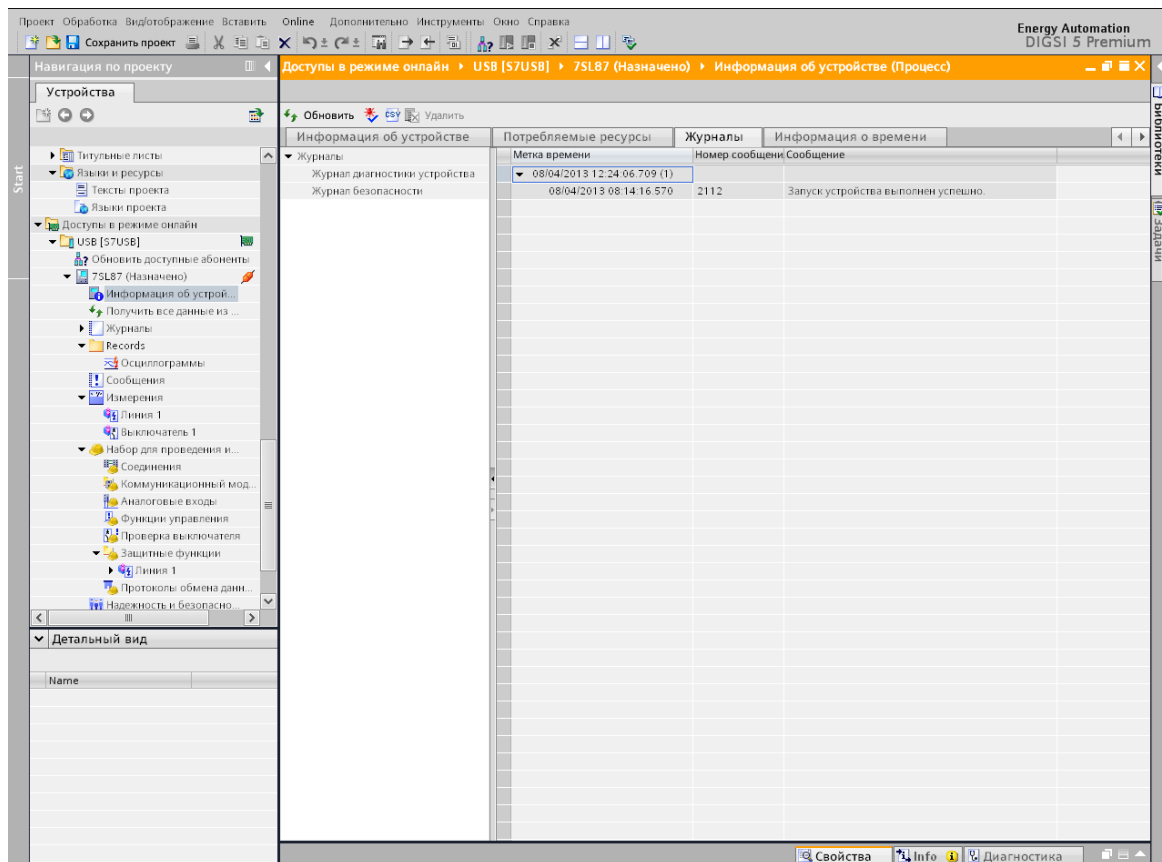 Проект Обработка Вид/отображение Вставить Online Дополнительно Инструменты Окно Справка
Energy Automation
DIGSI 5 Premium
Сохранить проект
Навигация по проекту
Доступы в режиме онлайн USB [S7USB] 7SL87 (Назначено) Информация об устройстве (Процесс)
Start
Устройства
Обновить CSV Удалить
Информация об устройстве Потребляемые ресурсы Журналы Информация о времени
Библиотеки
Задачи
Титульные листы
Языки и ресурсы
Тексты проекта
Языки проекта
Доступы в режиме онлайн
USB [S7USB]
Обновить доступные абоненты
7SL87 (Назначено)
Информация об устрой...
Получить все данные из ...
Журналы
Records
Осциллограммы
Сообщения
Измерения
Линия 1
Выключатель 1
Набор для проведения и...
Соединения
Коммуникационный мод...
Аналоговые входы
Функции управления
Проверка выключателя
Защитные функции
Линия 1
Протоколы обмена данн...
Надежность и безопасно...
Журналы
Журнал диагностики устройства
Журнал безопасности
Метка времени Номер сообщени Сообщение
08/04/2013 12:24:06.709 (1)
08/04/2013 08:14:16.570 2112 Запуск устройства выполнен успешно.
Детальный вид
Name
Свойства Info Диагностика